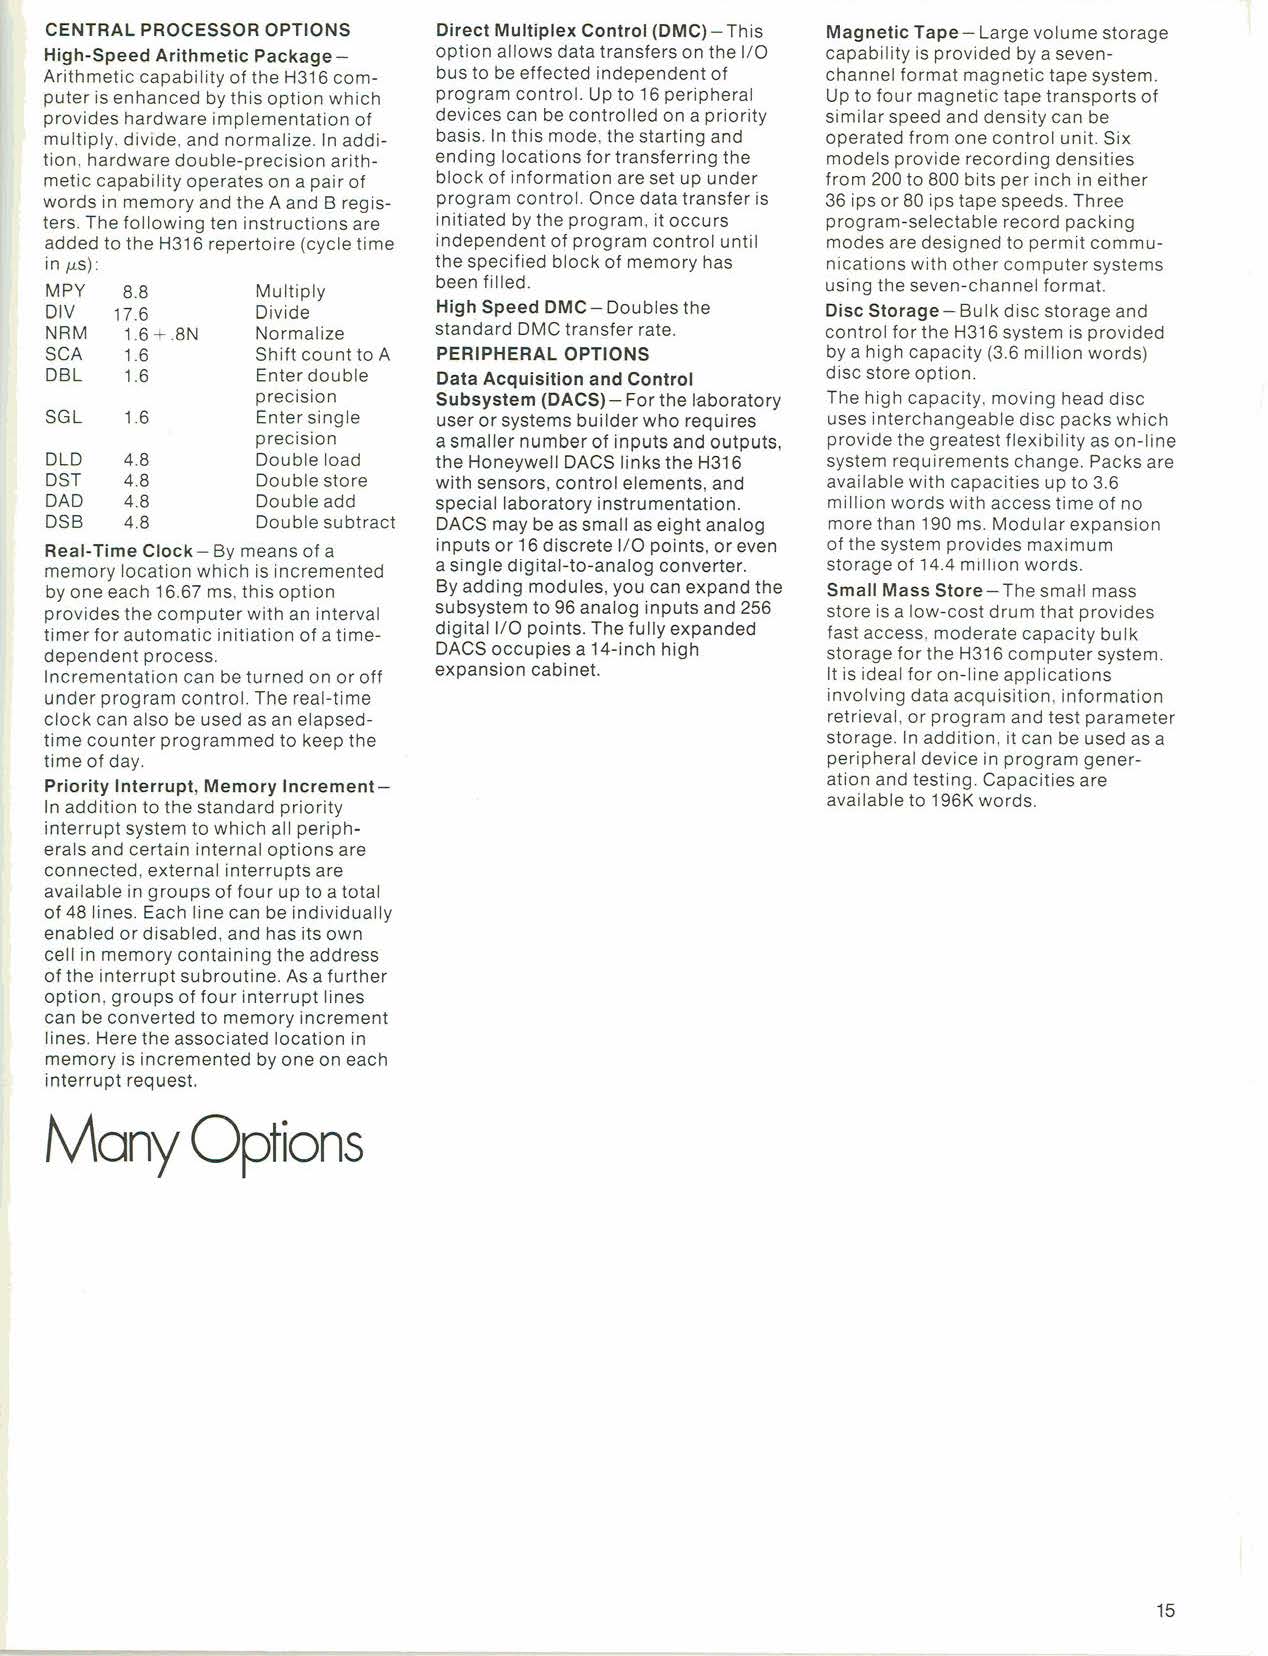 CENTRAL PROCESSOR OPTIONS
High-Speed Arithmetic Package –
Arithmetic capability of the H316 com-
puter is enhanced by this option which
provides hardware implementation of
multiply, divide, and normalize. In addi-
tion, hardware double-precision arith-
metic capability operates on a pair of
words in memory and the A and B regis-
ters. The following ten instructions are
added to the H316 repertoire (cycle time
in μs):
MPY 8.8 Multiply
DIV 17.6 Divide
NRM 1.6 + .8N Normalize
SCA 1.6 Shift count to A
DBL 1.6 Enter double
precision
SGL 1.6 Enter single
precision
DLD 4.8 Double load
DST 4.8 Double store
DAD 4.8 Double add
DSB 4.8 Double subtract
Real-Time Clock – By means of a
memory location which is incremented
by one each 16.67 ms, this option
provides the computer with an interval
timer for automatic initiation of a time-
dependent process.
Incrementation can be turned on or off
under program control. The real-time
clock can also be used as an elapsed-
time counter programmed to keep the
time of day.
Priority Interrupt, Memory Increment –
In addition to the standard priority
interrupt system to which all periph-
erals and certain internal options are
connected, external interrupts are
available in groups of four up to a total
of 48 lines. Each line can be individually
enabled or disabled, and has its own
cell in memory containing the address
of the interrupt subroutine. As a further
option, groups of four interrupt lines
can be converted to memory increment
lines. Here the associated location in
memory is incremented by one on each
interrupt request.
Many Options
Direct Multiplex Control (DMC) – This
option allows data transfers on the I/O
bus to be effected independent of
program control. Up to 16 peripheral
devices can be controlled on a priority
basis. In this mode, the starting and
ending locations for transferring the
block of information are set up under
program control. Once data transfer is
initiated by the program, it occurs
independent of program control until
the specified block of memory has
been filled.
High Speed DMC – Doubles the
standard DMC transfer rate.
PERIPHERAL OPTIONS
Data Acquisition and Control
Subsystem (DACS) – For the laboratory
user or systems builder who requires
a smaller number of inputs and outputs,
the Honeywell DACS links the H316
with sensors, control elements, and
special laboratory instrumentation.
DACS may be as small as eight analog
inputs or 16 discrete I/O points, or even
a single digital-to-analog converter.
By adding modules, you can expand the
subsystem to 96 analog inputs and 256
digital I/O points. The fully expanded
DACS occupies a 14-inch high
expansion cabinet.
Magnetic Tape – Large volume storage
capability is provided by a seven-
channel format magnetic tape system.
Up to four magnetic tape transports of
similar speed and density can be
operated from one control unit. Six
models provide recording densities
from 200 to 800 bits per inch in either
36 ips or 80 ips tape speeds. Three
program-selectable record packing
modes are designed to permit commu-
nications with other computer systems
using the seven-channel format.
Disc Storage – Bulk disc storage and
control for the H316 system is provided
by a high capacity (3.6 million words)
disc store option.
The high capacity, moving head disc
uses interchangeable disc packs which
provide the greatest flexibility as on-line
system requirements change. Packs are
available with capacities up to 3.6
million words with access time of no
more than 190 ms. Modular expansion
of the system provides maximum
storage of 14.4 million words.
Small Mass Store – The small mass
store is a low-cost drum that provides
fast access, moderate capacity bulk
storage for the H316 computer system.
It is ideal for on-line applications
involving data acquisition, information
retrieval, or program and test parameter
storage. In addition, it can be used as a
peripheral device in program gener-
ation and testing. Capacities are
available to 196K words.
15